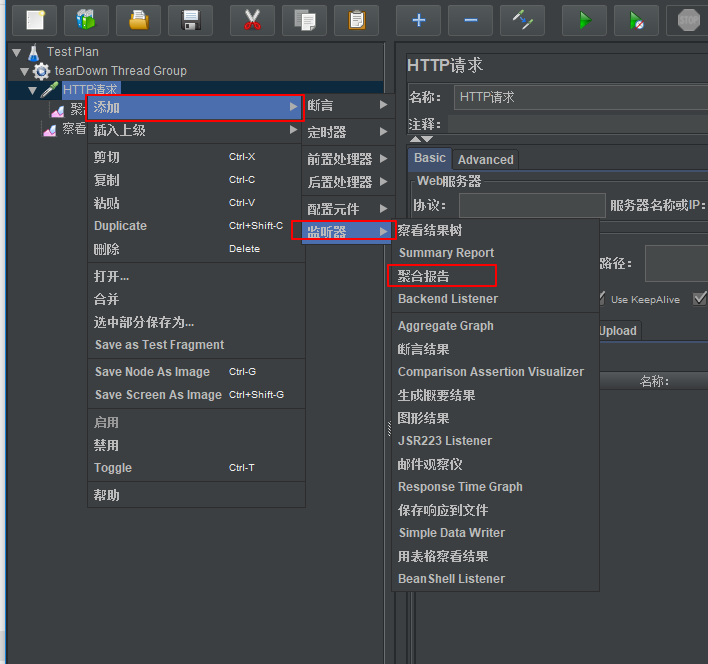 STOP
Test Plan
tearDown Thread Group
HTTP请求
察看
添加
插入上级
剪切 Ctrl-X
复制 Ctrl-C
粘贴 Ctrl-V
Duplicate Ctrl+Shift-C
删除 Delete
打开...
合并
选中部分保存为...
Save as Test Fragment
Save Node As Image Ctrl-G
Save Screen As Image Ctrl+Shift-G
启用
禁用
Toggle Ctrl-T
帮助
断言
定时器
前置处理器
后置处理器
配置元件
监听器
察看结果树
Summary Report
聚合报告
Backend Listener
Aggregate Graph
断言结果
Comparison Assertion Visualizer
生成概要结果
图形结果
JSR223 Listener
邮件观察仪
Response Time Graph
保存响应到文件
Simple Data Writer
用表格察看结果
BeanShell Listener
HTTP请求
名称: HTTP请求
注释:
Basic Advanced
Web服务器
协议: 服务器名称或IP:
路径:
Use KeepAlive
Upload
名称: